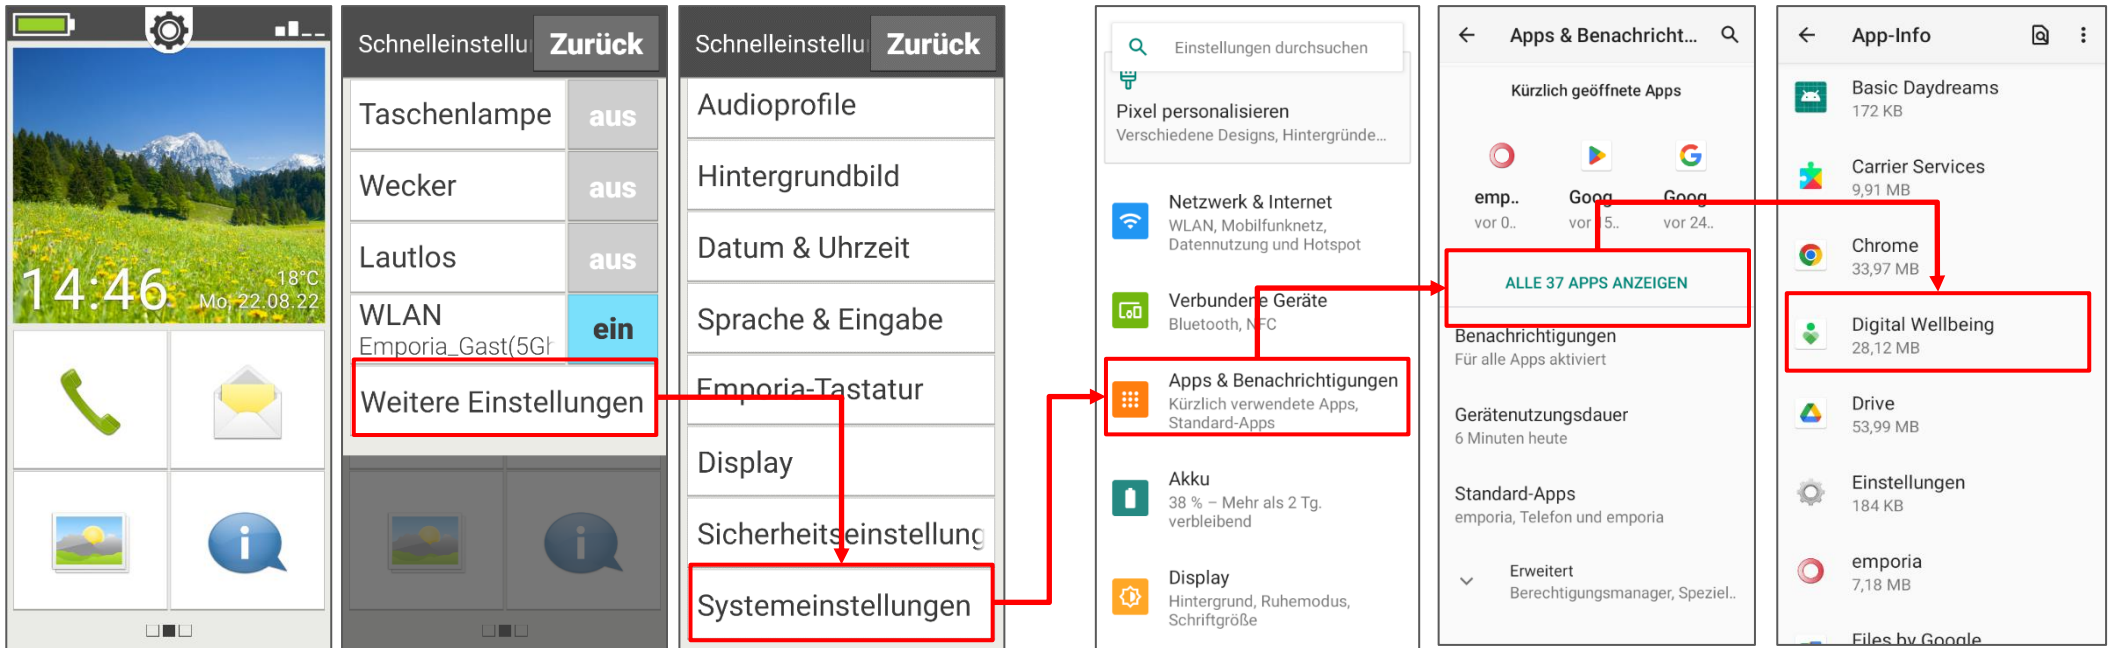 14:46
18°C
Mo, 22.08.22
Schnelleinstellu
Zurück
Taschenlampe
aus
Wecker
aus
Lautlos
aus
WLAN
Emporia_Gast(5Gh
ein
Weitere Einstellungen
Schnelleinstellu
Zurück
Audioprofile
Hintergrundbild
Datum & Uhrzeit
Sprache & Eingabe
Emporia-Tastatur
Display
Sicherheitseinstellung
Systemeinstellungen
Einstellungen durchsuchen
Pixel personalisieren
Verschiedene Designs, Hintergründe...
Netzwerk & Internet
WLAN, Mobilfunknetz,
Datennutzung und Hotspot
Verbundene Geräte
Bluetooth, NFC
Apps & Benachrichtigungen
Kürzlich verwendete Apps,
Standard-Apps
Akku
38 % – Mehr als 2 Tg.
verbleibend
Display
Hintergrund, Ruhemodus,
Schriftgröße
Apps & Benachricht...
Kürzlich geöffnete Apps
emp.. Goog Goog
vor 0.. vor 15.. vor 24..
ALLE 37 APPS ANZEIGEN
Benachrichtigungen
Für alle Apps aktiviert
Gerätenutzungsdauer
6 Minuten heute
Standard-Apps
emporia, Telefon und emporia
Erweitert
Berechtigungsmanager, Speziel..
App-Info
Basic Daydreams
172 KB
Carrier Services
9,91 MB
Chrome
33,97 MB
Digital Wellbeing
28,12 MB
Drive
53,99 MB
Einstellungen
184 KB
emporia
7,18 MB
Files by Google